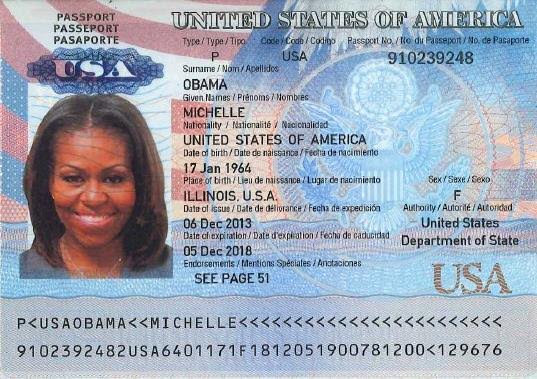 PASSPORT
PASSEPORT
PASAPORTE
USA
UNITED STATES OF AMERICA
Type / Type / Tipo Code / Code / Codigo Passport No. / No. du Passeport / No. de Pasaporte
P USA 910239248
Surname / Nom / Apellidos
OBAMA
Given Names / Prénoms / Nombres
MICHELLE
Nationality / Nationalité / Nacionalidad
UNITED STATES OF AMERICA
Date of birth / Date de naissance / Fecha de nacimiento
17 Jan 1964
Place of birth / Lieu de naissance / Lugar de nacimiento Sex / Sexe / Sexo
ILLINOIS, U.S.A. F
Date of issue / Date de délivrance / Fecha de expedición Authority / Autorité / Autoridad
06 Dec 2013 United States
Date of expiration / Date d'expiration / Fecha de caducidad Department of State
05 Dec 2018
Endorsements / Mentions Spéciales / Anotaciones
SEE PAGE 51
USA
P<USAOBAMA<<MICHELLE<<<<<<<<<<<<<<<<<<<<<<<<
9102392482USA6401171F1812051900781200<129676